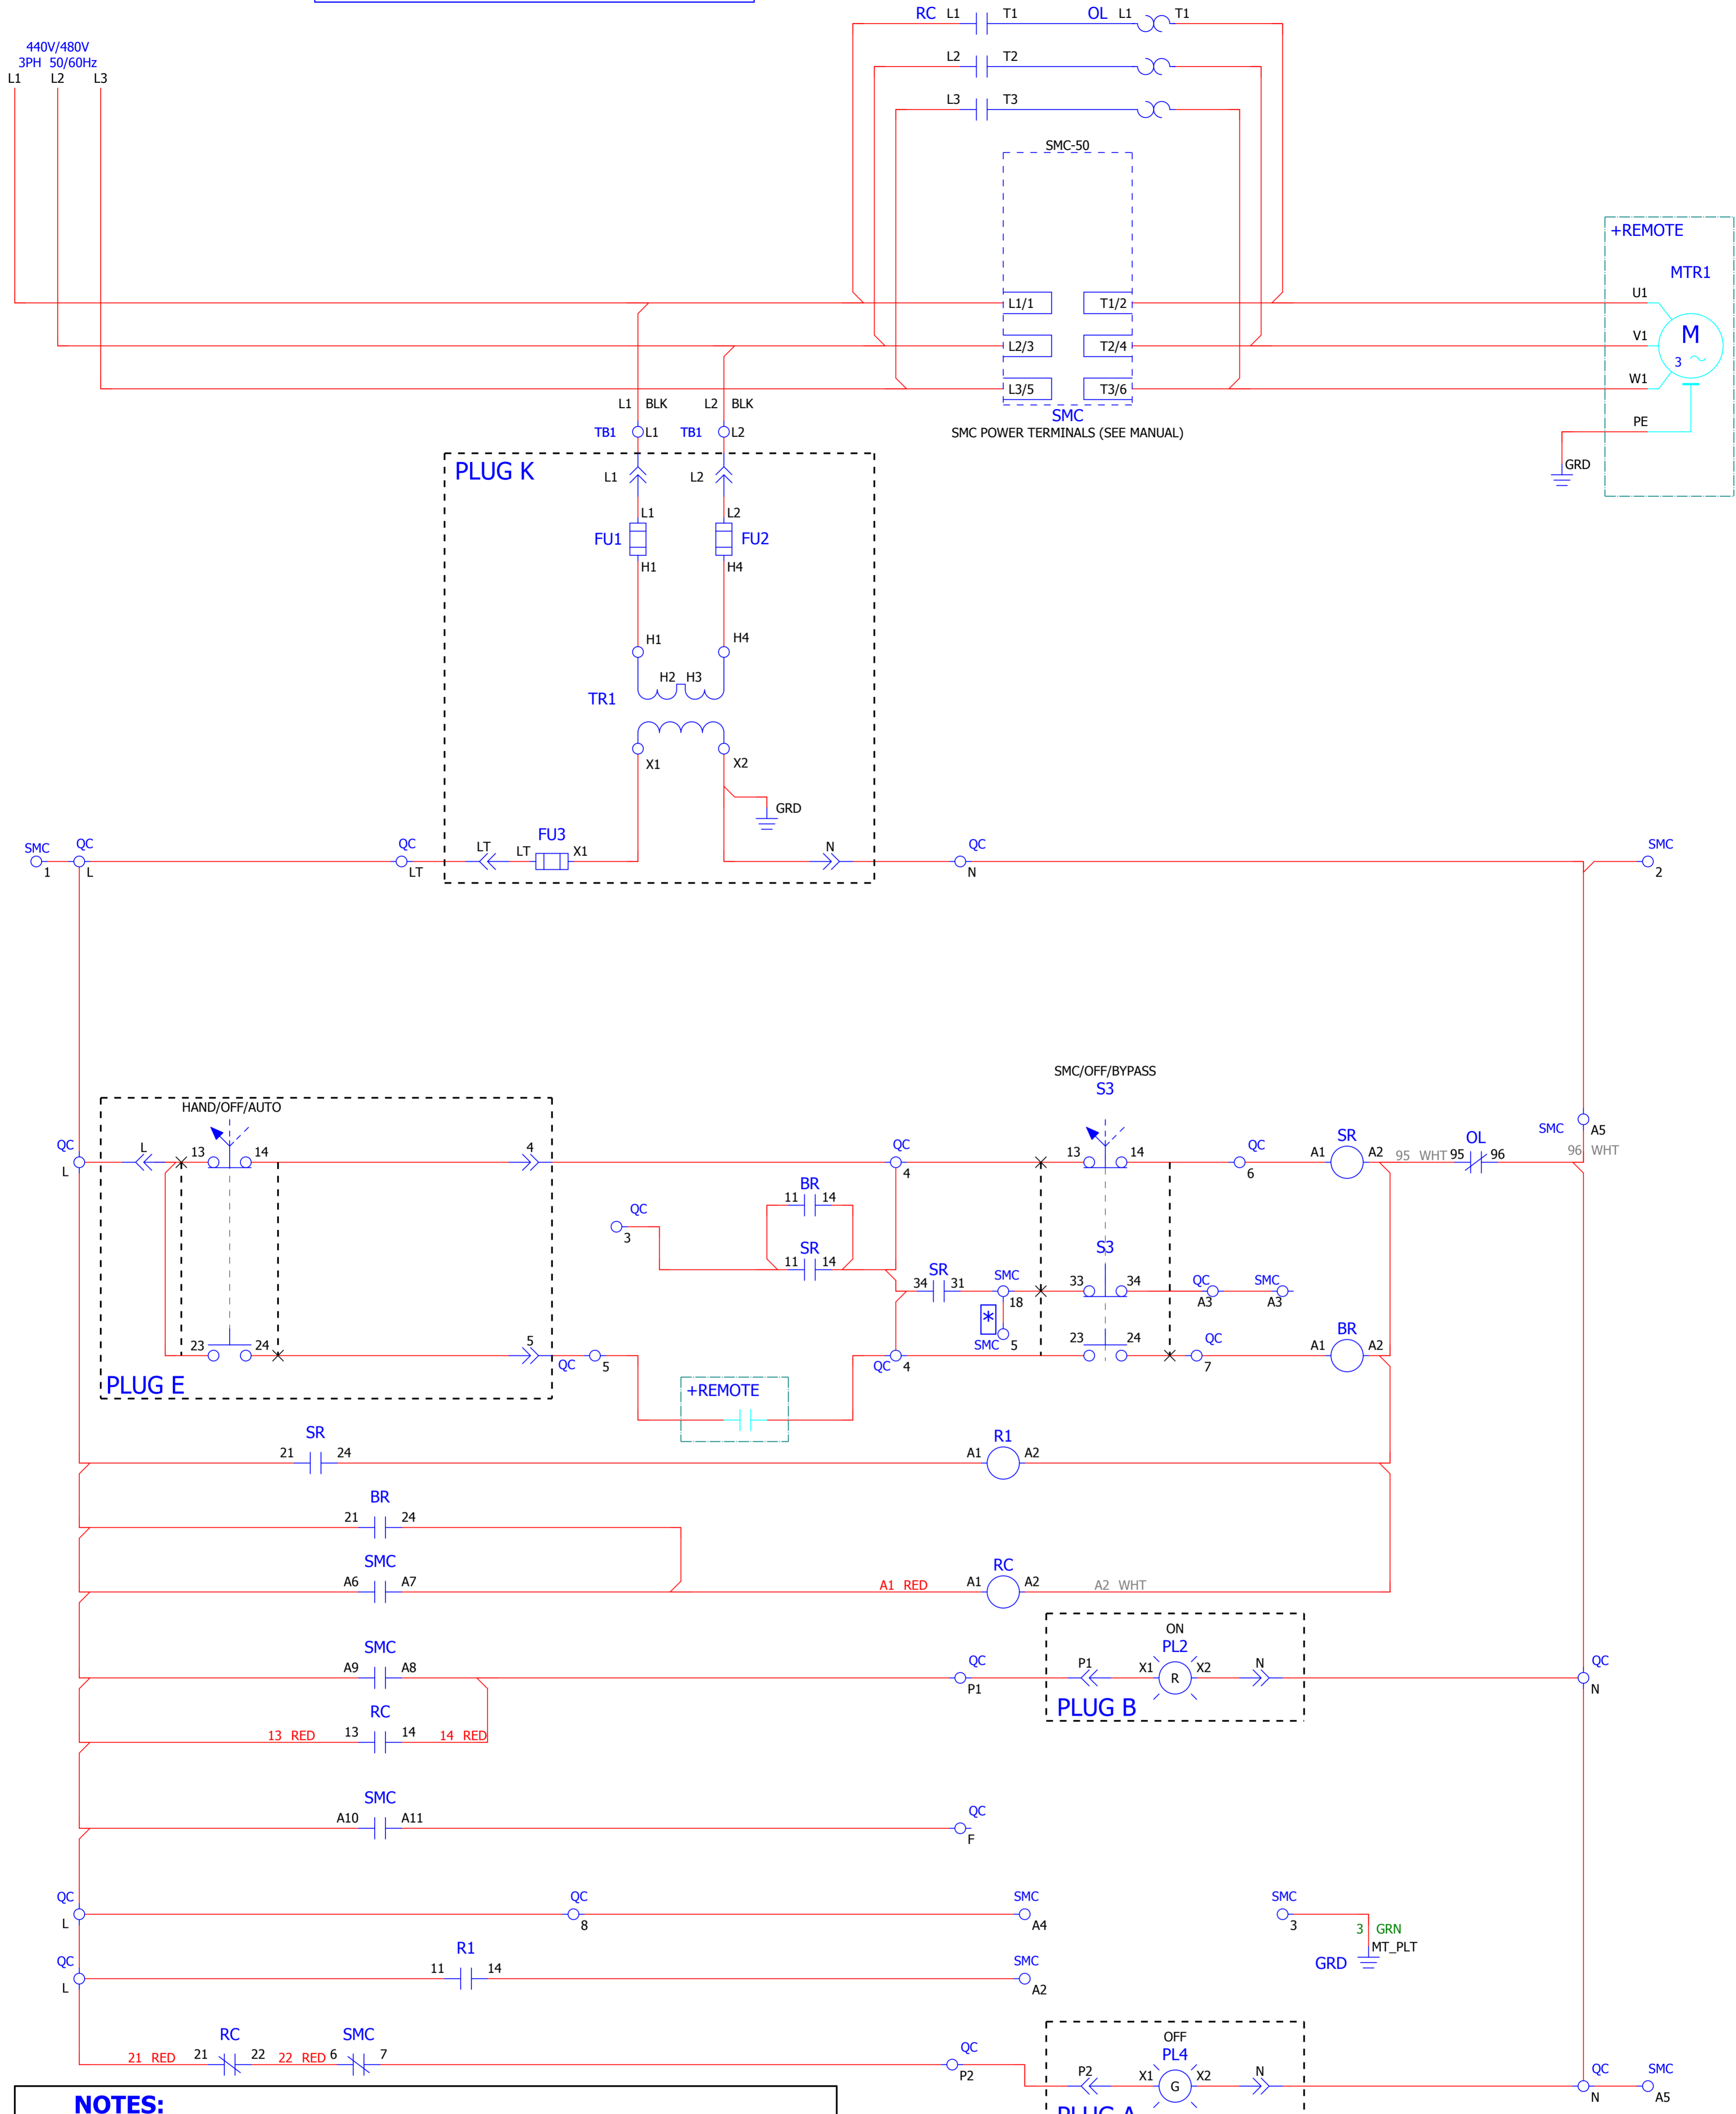 RC L1 T1 OL L1 T1
440V/480V
3PH 50/60Hz
L1 L2 L3
L2 T2
L3 T3
SMC-50
+REMOTE
MTR1
L1/1 T1/2 U1
M
3
L2/3 T2/4 V1
L3/5 T3/6 W1
SMC
SMC POWER TERMINALS (SEE MANUAL)
PE
GRD
L1 BLK L2 BLK
TB1 L1 TB1 L2
PLUG K
L1 L2
L1 L2
FU1 FU2
H1 H4
H1 H4
H2 H3
TR1
X1 X2
GRD
SMC QC QC FU3 QC SMC
LT LT X1 N
1 L LT N 2
SMC/OFF/BYPASS
S3
HAND/OFF/AUTO
SMC A5
QC L 13 14 4 QC 13 14 QC SR OL
A1 A2 95 WHT 95 96 96 WHT
L 4 6
BR
11 14
QC
3
SR
11 14
S3
SR
34 31 SMC 33 34 QC SMC
18 A3 A3
*
SMC 5
23 24 5 23 24 QC BR
A1 A2
QC 5 QC 4 7
PLUG E
+REMOTE
SR R1
21 24 A1 A2
BR
21 24
SMC RC
A6 A7 A1 RED A1 A2 A2 WHT
ON
SMC PL2
A9 A8 QC P1 X1 R X2 N QC
P1 N
PLUG B
RC
13 RED 13 14 14 RED
SMC
A10 A11 QC
F
QC QC SMC SMC
L 8 A4 3
3 GRN
MT_PLT
GRD
QC R1 SMC
11 14
L A2
OFF
RC SMC PL4
21 RED 21 22 22 RED 6 7 QC P2 X1 G X2 N QC SMC
P2 N A5
NOTES:
PLUG A